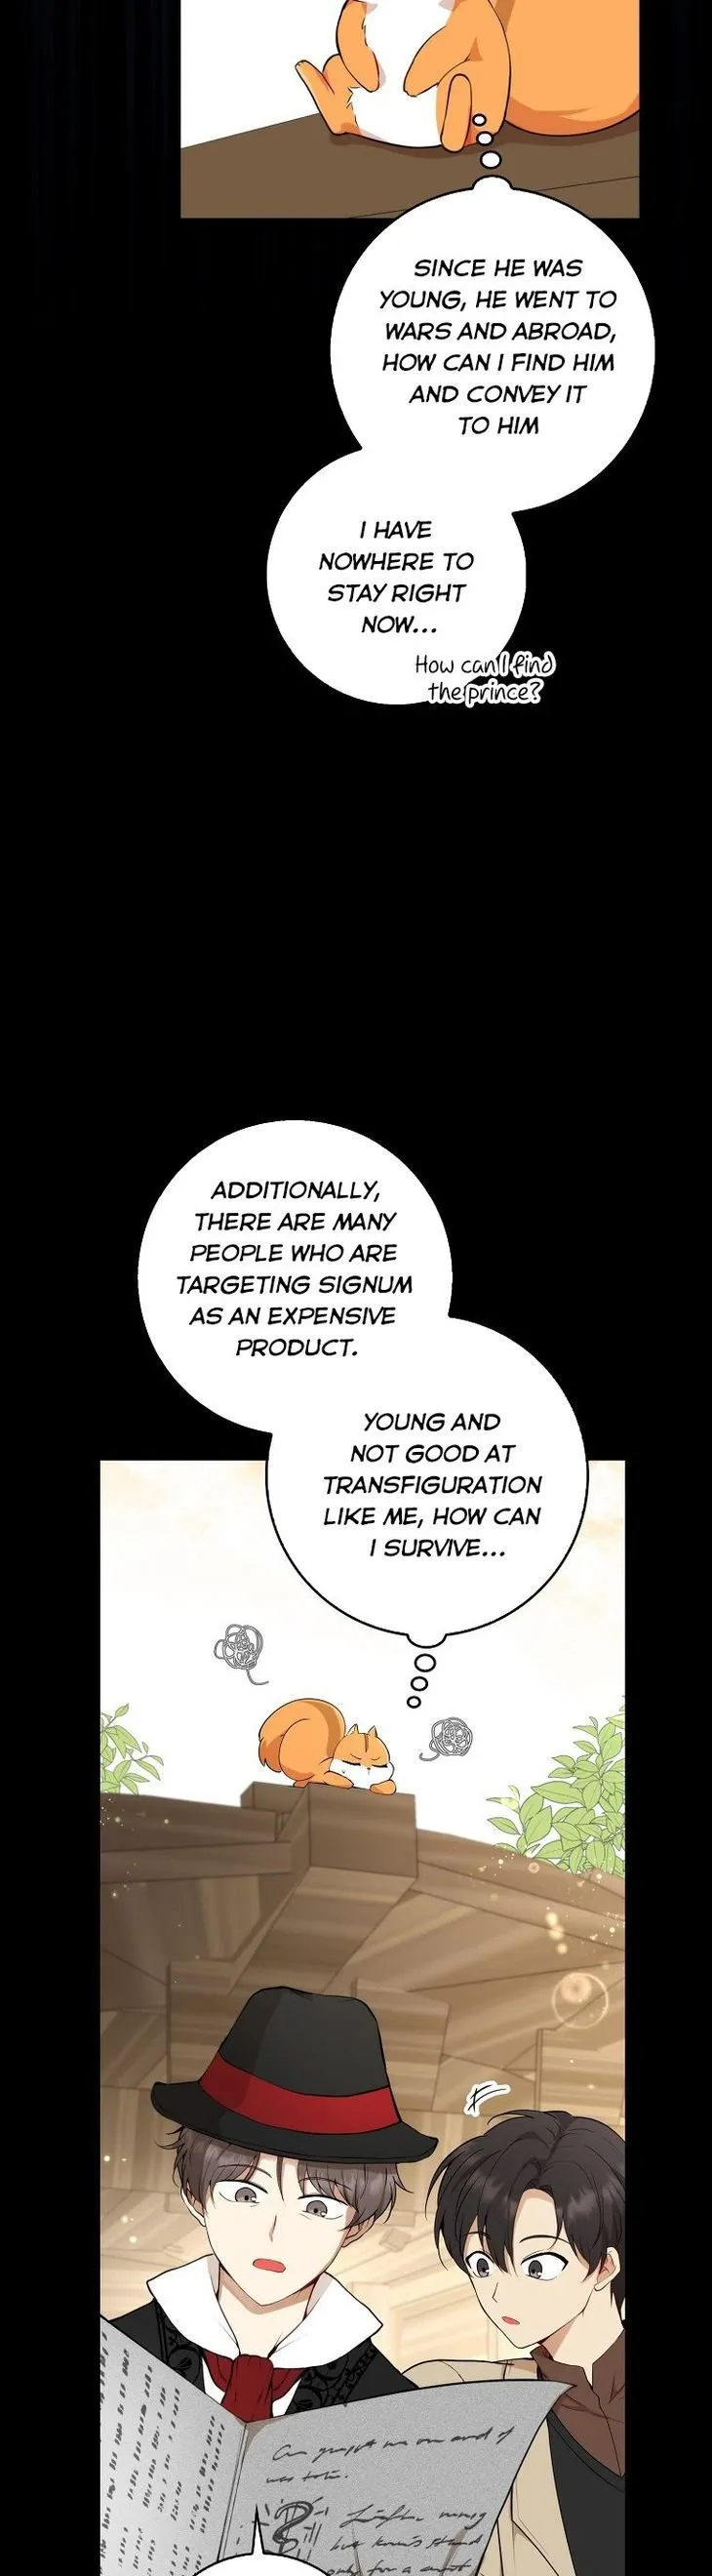 SINCE HE WAS
YOUNG, HE WENT TO
WARS AND ABROAD,
HOW CAN I FIND HIM
AND CONVEY IT
TO HIM
I HAVE
NOWHERE TO
STAY RIGHT
NOW...
How can I find
the prince?
ADDITIONALLY,
THERE ARE MANY
PEOPLE WHO ARE
TARGETING SIGNUM
AS AN EXPENSIVE
PRODUCT.
YOUNG AND
NOT GOOD AT
TRANSFIGURATION
LIKE ME, HOW CAN
I SURVIVE...